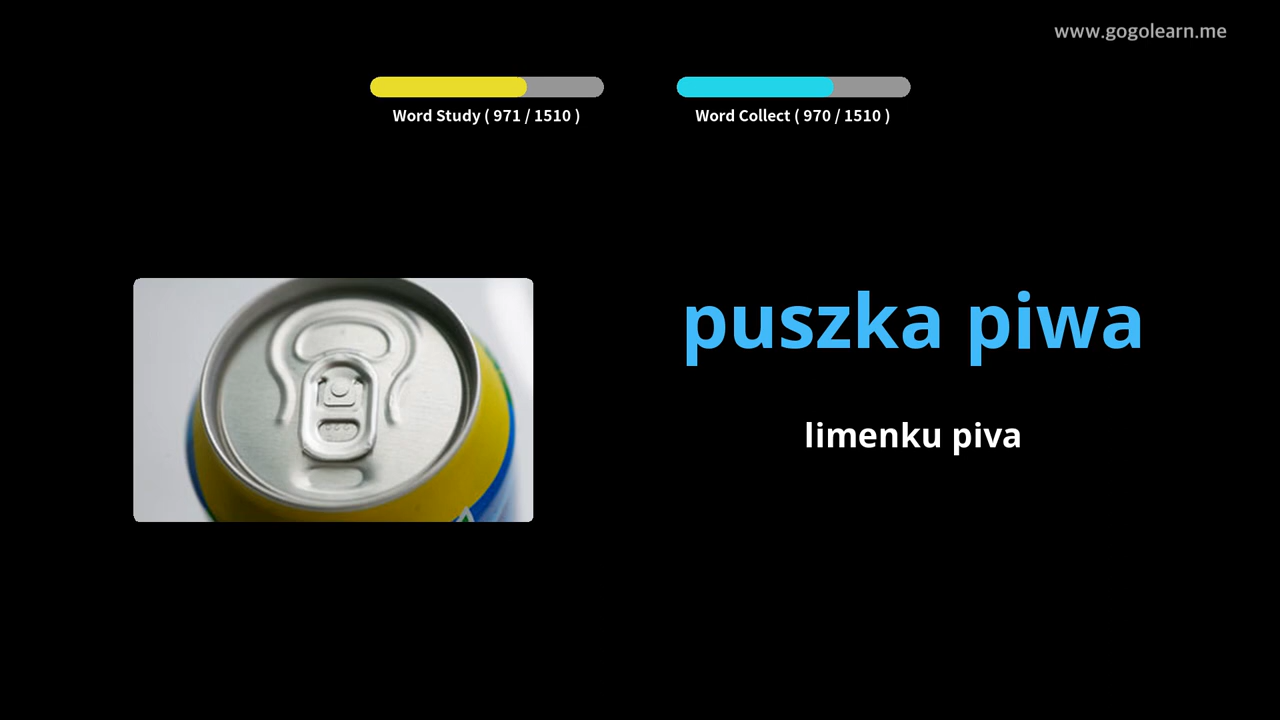 www.gogolearn.me
Word Study ( 971 / 1510 )
Word Collect ( 970 / 1510 )
puszka piwa
limenku piva